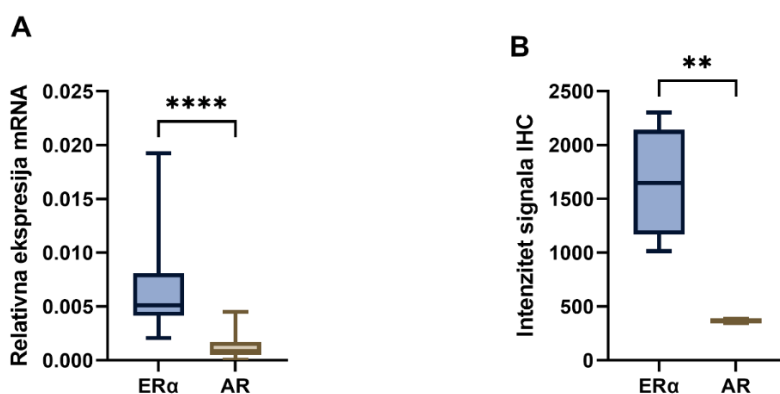 A
Relativna ekspresija mRNA
0.025
0.020
0.015
0.010
0.005
0.000
****
ERα
AR
B
Intenzitet signala IHC
2500
2000
1500
1000
500
0
**
ERα
AR